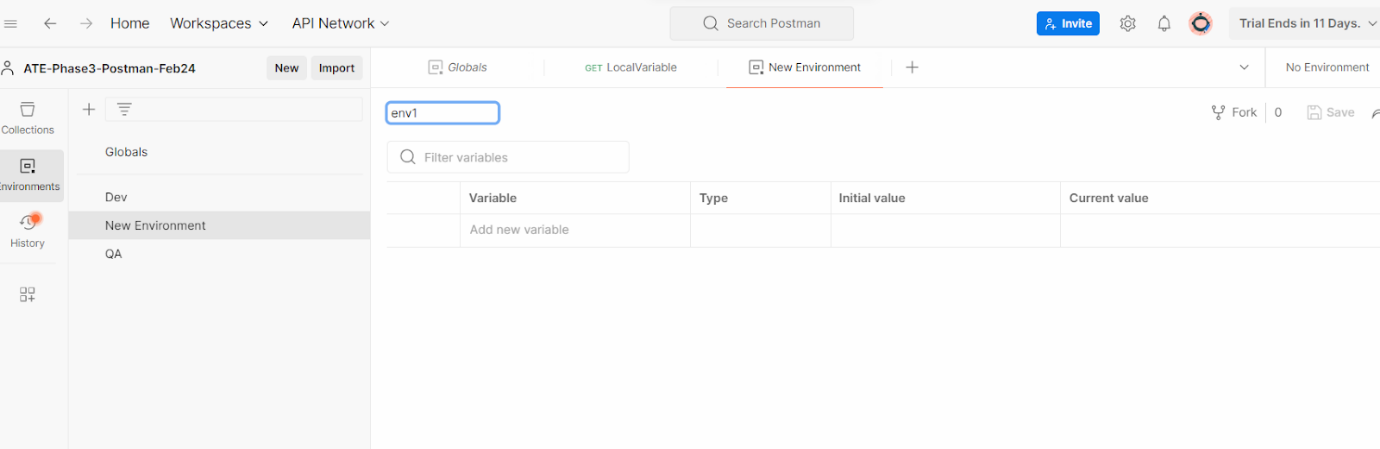 Home Workspaces API Network Search Postman Invite Trial Ends in 11 Days.
ATE-Phase3-Postman-Feb24 New Import Globals GET LocalVariable New Environment No Environment
env1 Fork 0 Save
Collections
Globals
Filter variables
Environments
Dev
Variable Type Initial value Current value
New Environment
Add new variable
History
QA